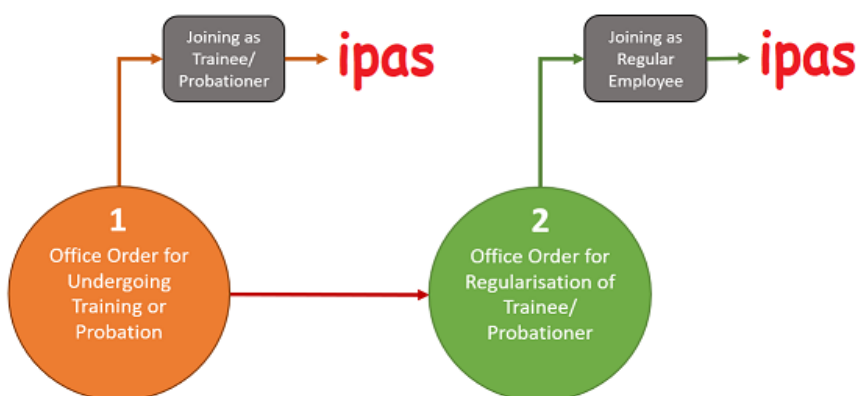 Joining as
Trainee/
Probationer
ipas
Joining as
Regular
Employee
ipas
1
Office Order for
Undergoing
Training or
Probation
2
Office Order for
Regularisation of
Trainee/
Probationer